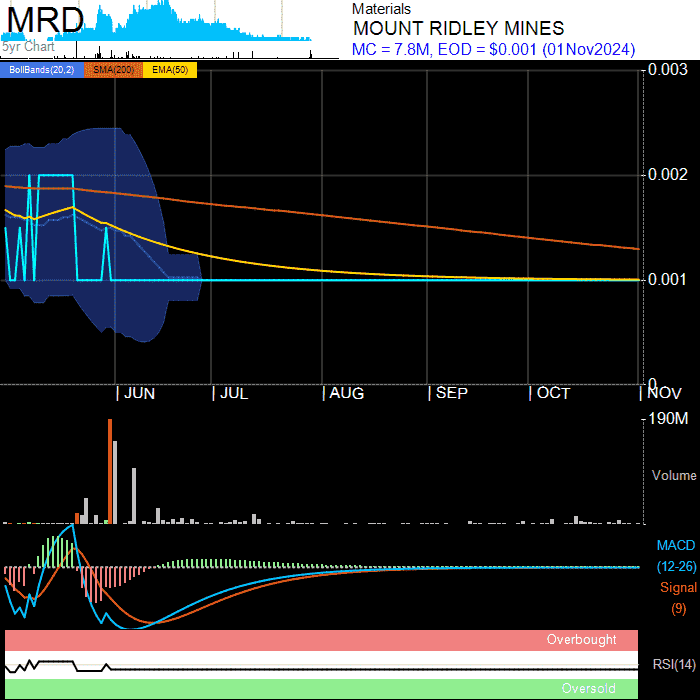 MRD
5yr Chart
Materials
MOUNT RIDLEY MINES
MC = 7.8M, EOD = $0.001 (01Nov2024)
BollBands(20,2) SMA(200) EMA(50)
0.003
0.002
0.001
0
| JUN | JUL | AUG | SEP | OCT | NOV
190M
Volume
MACD
(12-26)
Signal
(9)
Overbought
RSI(14)
Oversold